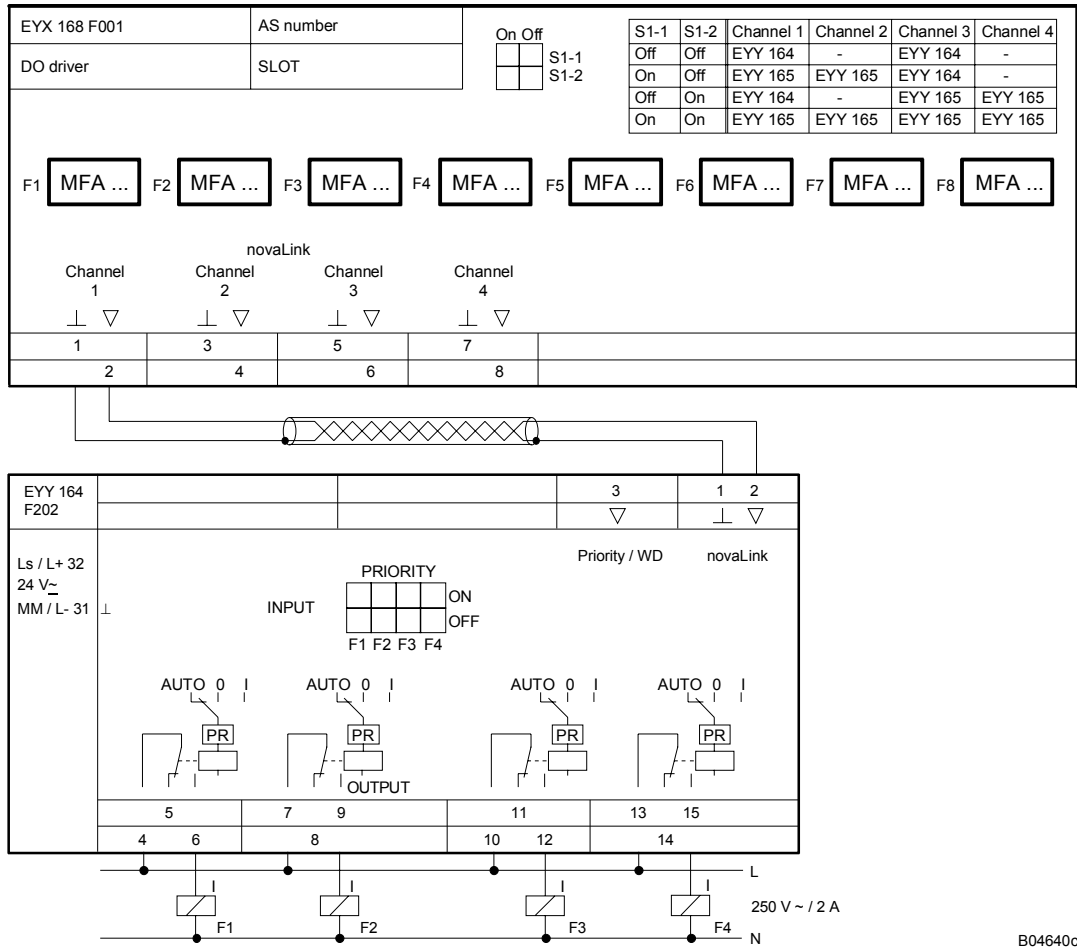 EYX 168 F001 AS number
DO driver SLOT
On Off
S1-1
S1-2
S1-1 S1-2 Channel 1 Channel 2 Channel 3 Channel 4
Off Off EYY 164 - EYY 164 -
On Off EYY 165 EYY 165 EYY 164 -
Off On EYY 164 - EYY 165 EYY 165
On On EYY 165 EYY 165 EYY 165 EYY 165
F1 MFA ... F2 MFA ... F3 MFA ... F4 MFA ... F5 MFA ... F6 MFA ... F7 MFA ... F8 MFA ...
novaLink
Channel Channel Channel Channel
1 2 3 4
1 3 5 7
2 4 6 8
EYY 164
F202
3 1 2
Ls / L+ 32
24 V~
MM / L- 31 ⊥
Priority / WD novaLink
PRIORITY
INPUT
ON
OFF
F1 F2 F3 F4
AUTO 0 I AUTO 0 I AUTO 0 I AUTO 0 I
PR PR PR PR
OUTPUT
5 7 9 11 13 15
4 6 8 10 12 14
L
I I I I
250 V ~ / 2 A
F1 F2 F3 F4
N
B04640c